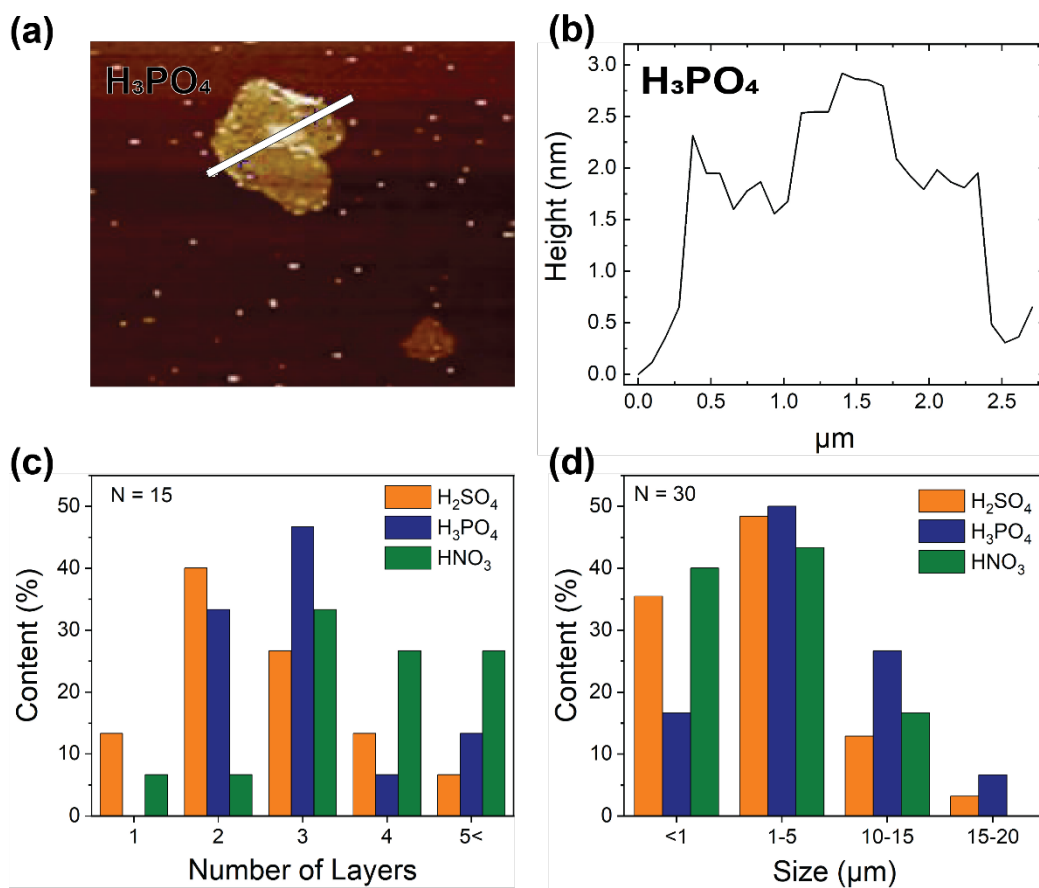 (a)
H₃PO₄
(b)
H₃PO₄
Height (nm)
3.0
2.5
2.0
1.5
1.0
0.5
0.0
0.0 0.5 1.0 1.5 2.0 2.5
µm
(c)
N = 15
H₂SO₄
H₃PO₄
HNO₃
Content (%)
50
40
30
20
10
0
1 2 3 4 5<
Number of Layers
(d)
N = 30
H₂SO₄
H₃PO₄
HNO₃
Content (%)
50
40
30
20
10
0
<1 1-5 10-15 15-20
Size (µm)